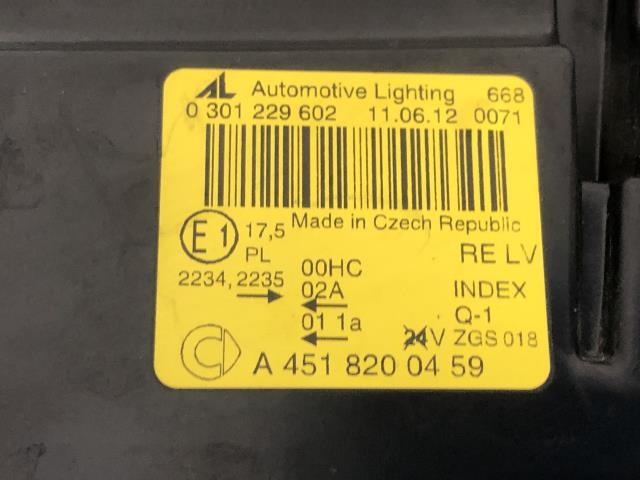 AL Automotive Lighting 668
0 301 229 602 11.06.12 0071
Made in Czech Republic
E1 17,5
PL
RE LV
2234, 2235
00HC
02A
INDEX
Q-1
01 1a
24V ZGS 018
A 451 820 04 59